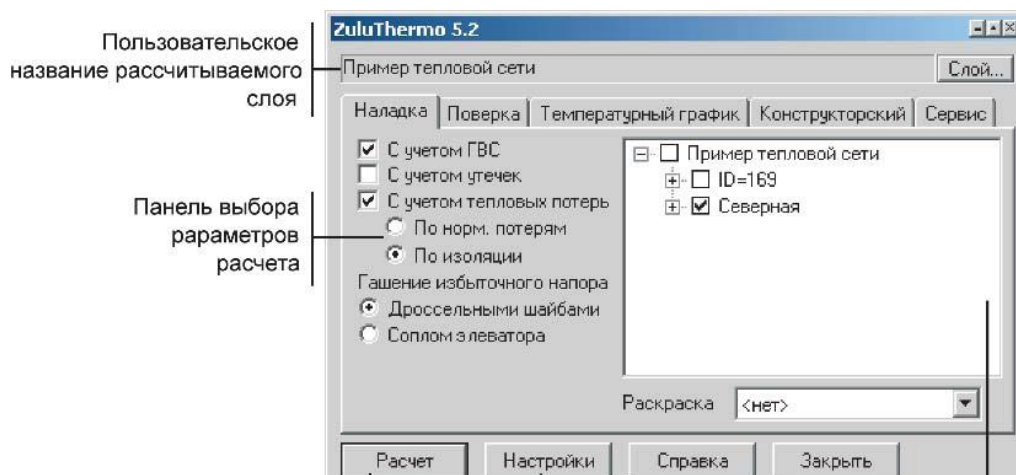 Пользовательское
название рассчитываемого
слоя
Панель выбора
рараметров
расчета
ZuluThermo 5.2
Пример тепловой сети
Слой...
Наладка
Поверка
Температурный график
Конструкторский
Сервис
С учетом ГВС
С учетом утечек
С учетом тепловых потерь
По норм. потерям
По изоляции
Гашение избыточного напора
Дроссельными шайбами
Соплом элеватора
Пример тепловой сети
ID=169
Северная
Раскраска
<нет>
Расчет
Настройки
Справка
Закрыть